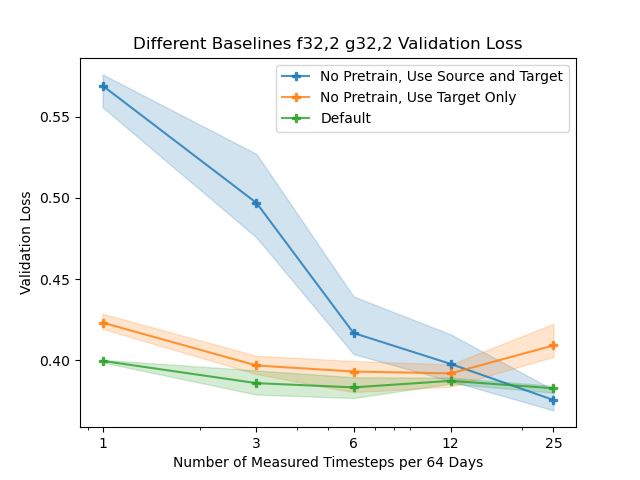 Different Baselines f32,2 g32,2 Validation Loss
No Pretrain, Use Source and Target
No Pretrain, Use Target Only
Default
Validation Loss
0.55
0.50
0.45
0.40
1 3 6 12 25
Number of Measured Timesteps per 64 Days